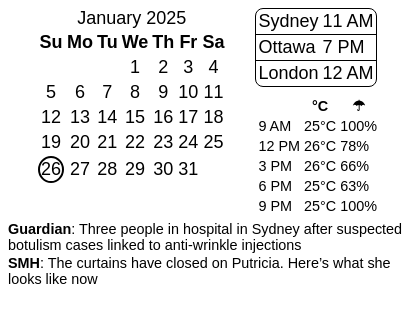 January 2025
Su Mo Tu We Th Fr Sa
1 2 3 4
5 6 7 8 9 10 11
12 13 14 15 16 17 18
19 20 21 22 23 24 25
26 27 28 29 30 31
Sydney 11 AM
Ottawa 7 PM
London 12 AM
°C ☂
9 AM 25°C 100%
12 PM 26°C 78%
3 PM 26°C 66%
6 PM 25°C 63%
9 PM 25°C 100%
Guardian: Three people in hospital in Sydney after suspected
botulism cases linked to anti-wrinkle injections
SMH: The curtains have closed on Putricia. Here’s what she
looks like now